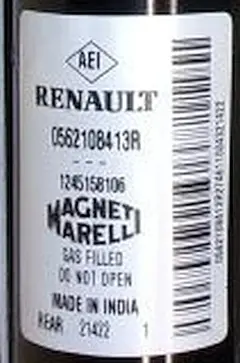 AEI
RENAULT
0562108413R
- - -
1245158106
MAGNETI
MARELLI
GAS FILLED
DO NOT OPEN
MADE IN INDIA
REAR 21422 1